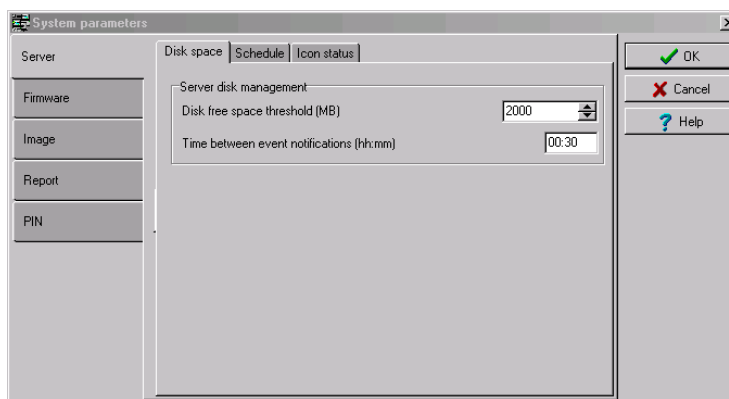 System parameters
Server
Firmware
Image
Report
PIN
Disk space Schedule Icon status
Server disk management
Disk free space threshold (MB) 2000
Time between event notifications (hh:mm) 00:30
OK
Cancel
Help